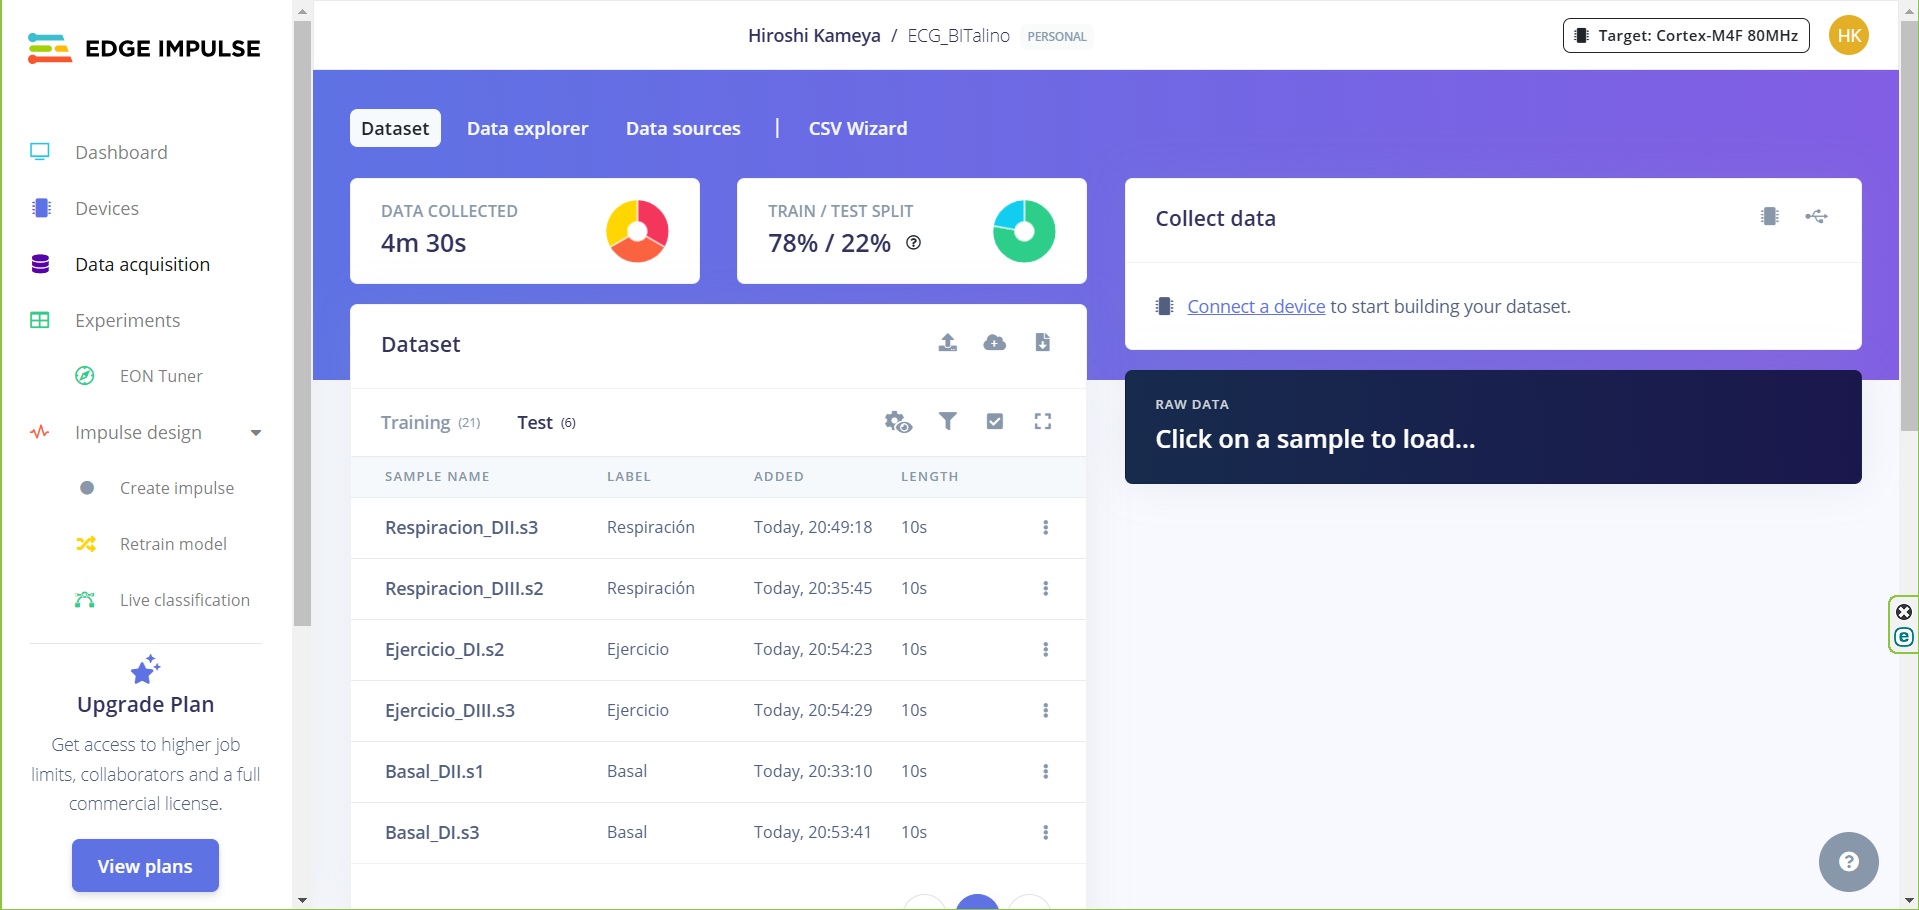 EDGE IMPULSE
Hiroshi Kameya / ECG_BITalino PERSONAL
Target: Cortex-M4F 80MHz
HK
Dashboard
Devices
Data acquisition
Experiments
EON Tuner
Impulse design
Create impulse
Retrain model
Live classification
Upgrade Plan
Get access to higher job
limits, collaborators and a full
commercial license.
View plans
Dataset Data explorer Data sources | CSV Wizard
DATA COLLECTED
4m 30s
TRAIN / TEST SPLIT
78% / 22% ?
Dataset
Training (21) Test (6)
SAMPLE NAME LABEL ADDED LENGTH
Respiracion_DII.s3 Respiración Today, 20:49:18 10s
Respiracion_DIII.s2 Respiración Today, 20:35:45 10s
Ejercicio_DI.s2 Ejercicio Today, 20:54:23 10s
Ejercicio_DIII.s3 Ejercicio Today, 20:54:29 10s
Basal_DII.s1 Basal Today, 20:33:10 10s
Basal_DI.s3 Basal Today, 20:53:41 10s
Collect data
Connect a device to start building your dataset.
RAW DATA
Click on a sample to load...
e
?